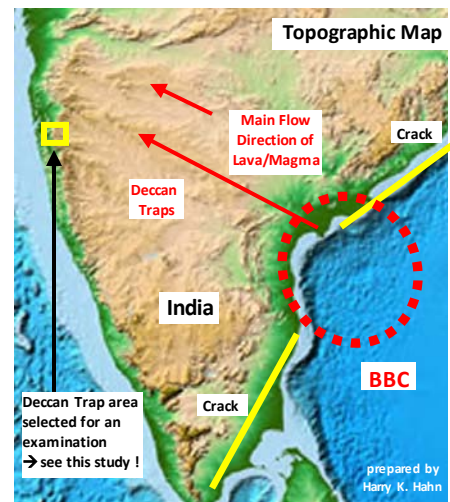 Topographic Map
Main Flow
Direction of
Lava/Magma
Crack
Deccan
Traps
India
BBC
Crack
Deccan Trap area
selected for an
examination
→ see this study !
prepared by
Harry K. Hahn